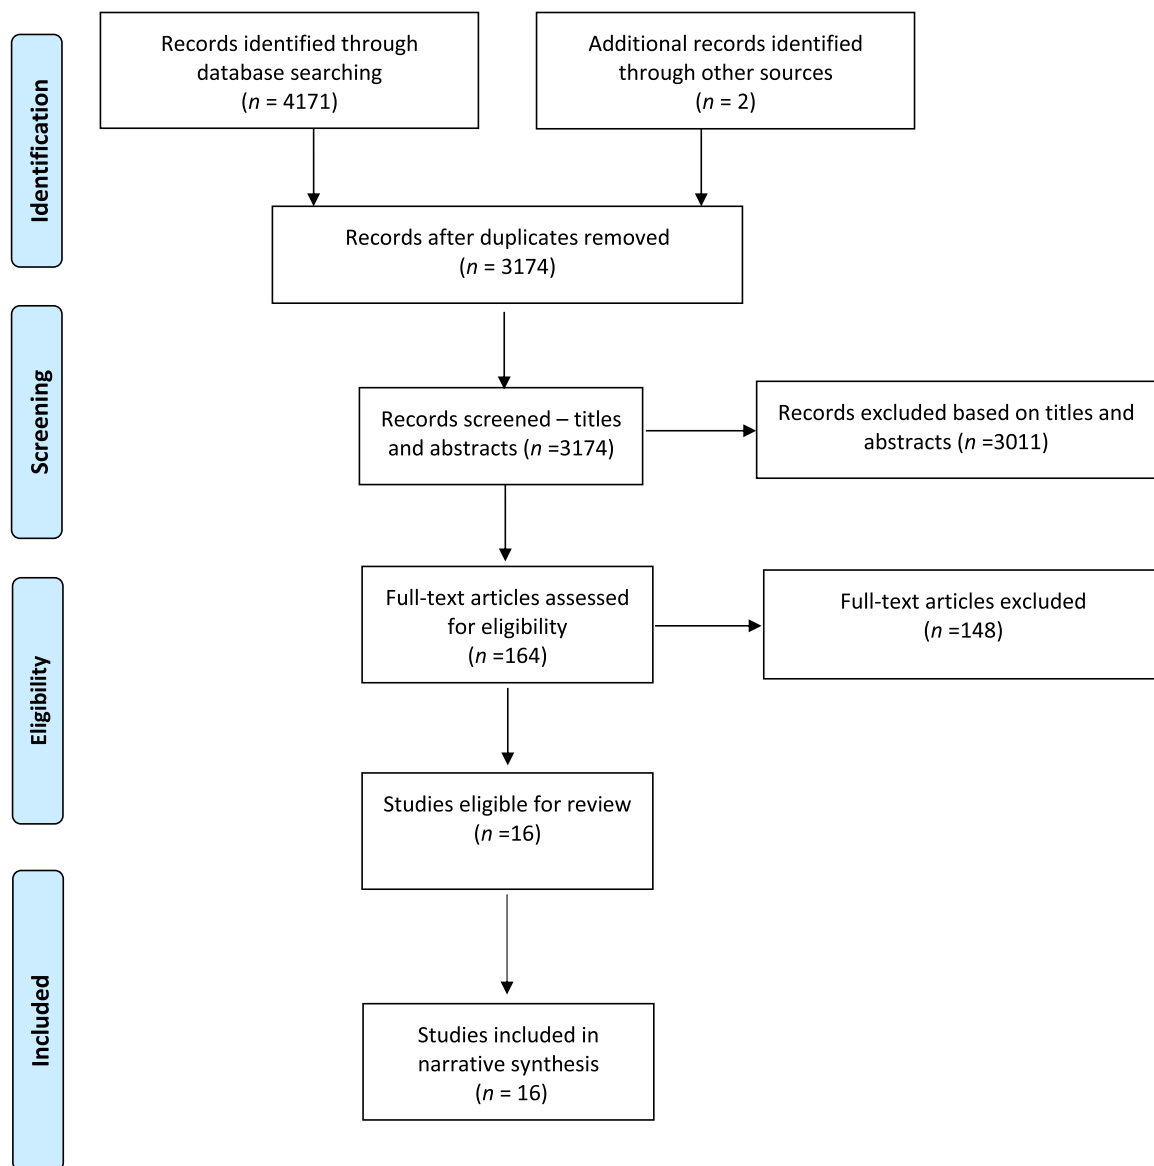 Identification
Records identified through
database searching
(n = 4171)
Additional records identified
through other sources
(n = 2)
Records after duplicates removed
(n = 3174)
Screening
Records screened – titles
and abstracts (n =3174)
Records excluded based on titles and
abstracts (n =3011)
Eligibility
Full-text articles assessed
for eligibility
(n =164)
Full-text articles excluded
(n =148)
Studies eligible for review
(n =16)
Included
Studies included in
narrative synthesis
(n = 16)